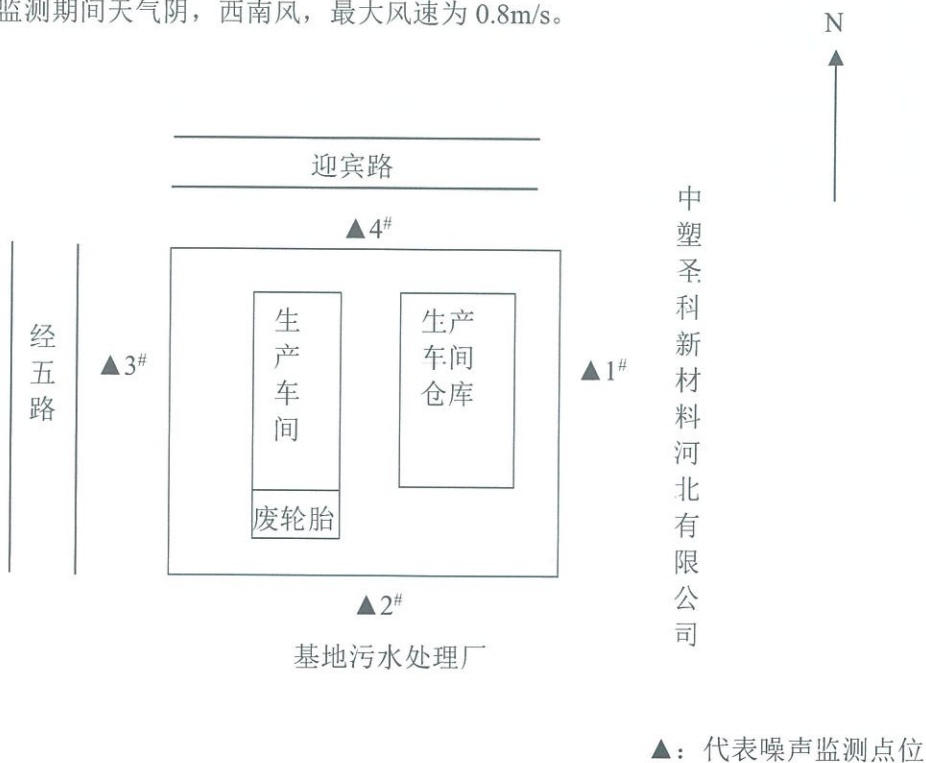 监测期间天气阴，西南风，最大风速为 0.8m/s。
N
迎宾路
▲4#
经五路
▲3#
生产车间
生产车间仓库
▲1#
中塑圣科新材料河北有限公司
废轮胎
▲2#
基地污水处理厂
▲：代表噪声监测点位